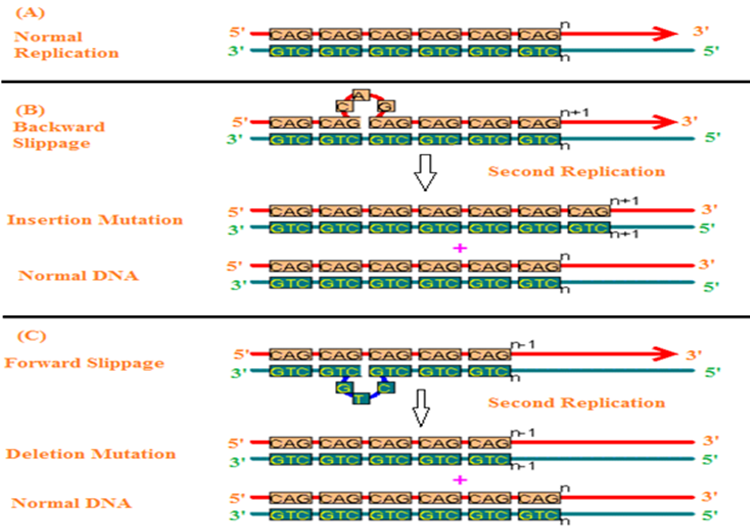 (A)
n
5' CAG CAG CAG CAG CAG CAG 3'
Normal
Replication
3' GTC GTC GTC GTC GTC GTC 5'
n
(B)
C A G
n+1
5' CAG CAG CAG CAG CAG CAG 3'
Backward
Slippage
3' GTC GTC GTC GTC GTC GTC 5'
n
Second Replication
n+1
Insertion Mutation
5' CAG CAG CAG CAG CAG CAG CAG 3'
3' GTC GTC GTC GTC GTC GTC GTC 5'
n+1
+
n
Normal DNA
5' CAG CAG CAG CAG CAG CAG 3'
3' GTC GTC GTC GTC GTC GTC 5'
n
(C)
n-1
Forward Slippage
5' CAG CAG CAG CAG CAG 3'
3' GTC GTC GTC GTC GTC 5'
n
G T C
Second Replication
n-1
Deletion Mutation
5' CAG CAG CAG CAG CAG 3'
3' GTC GTC GTC GTC GTC 5'
n-1
+
n
Normal DNA
5' CAG CAG CAG CAG CAG CAG 3'
3' GTC GTC GTC GTC GTC GTC 5'
n